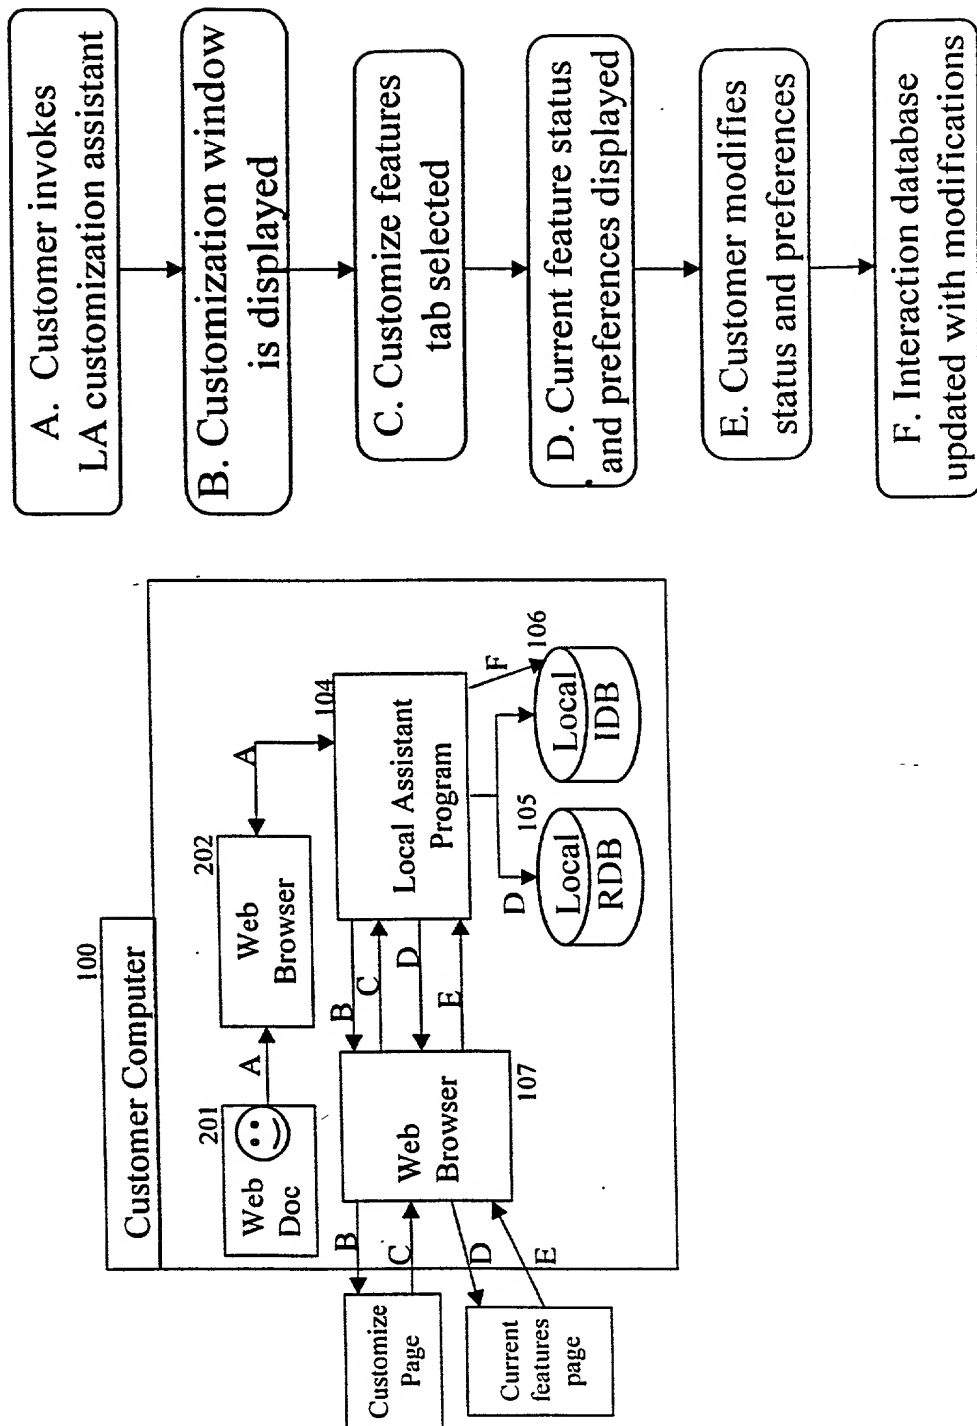 Customer Computer
100
Web
Doc
201
A
Web
Browser
202
A
104
Local Assistant
Program
B
C
D
E
Web
Browser
107
B
C
D
E
Customize
Page
Current
features
page
D
105
Local
RDB
F
106
Local
IDB
A. Customer invokes
LA customization assistant
B. Customization window
is displayed
C. Customize features
tab selected
D. Current feature status
and preferences displayed
E. Customer modifies
status and preferences
F. Interaction database
updated with modifications